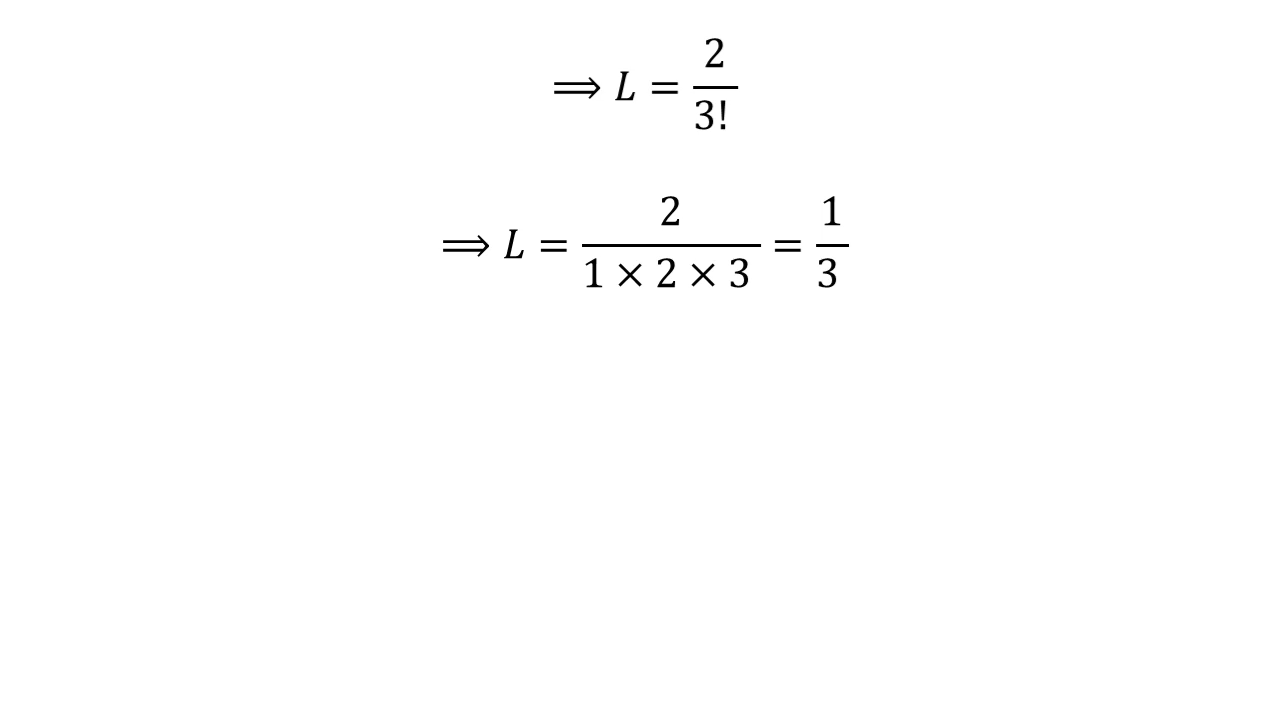 ⟹ L = 2/3!
⟹ L = 2/(1 × 2 × 3) = 1/3